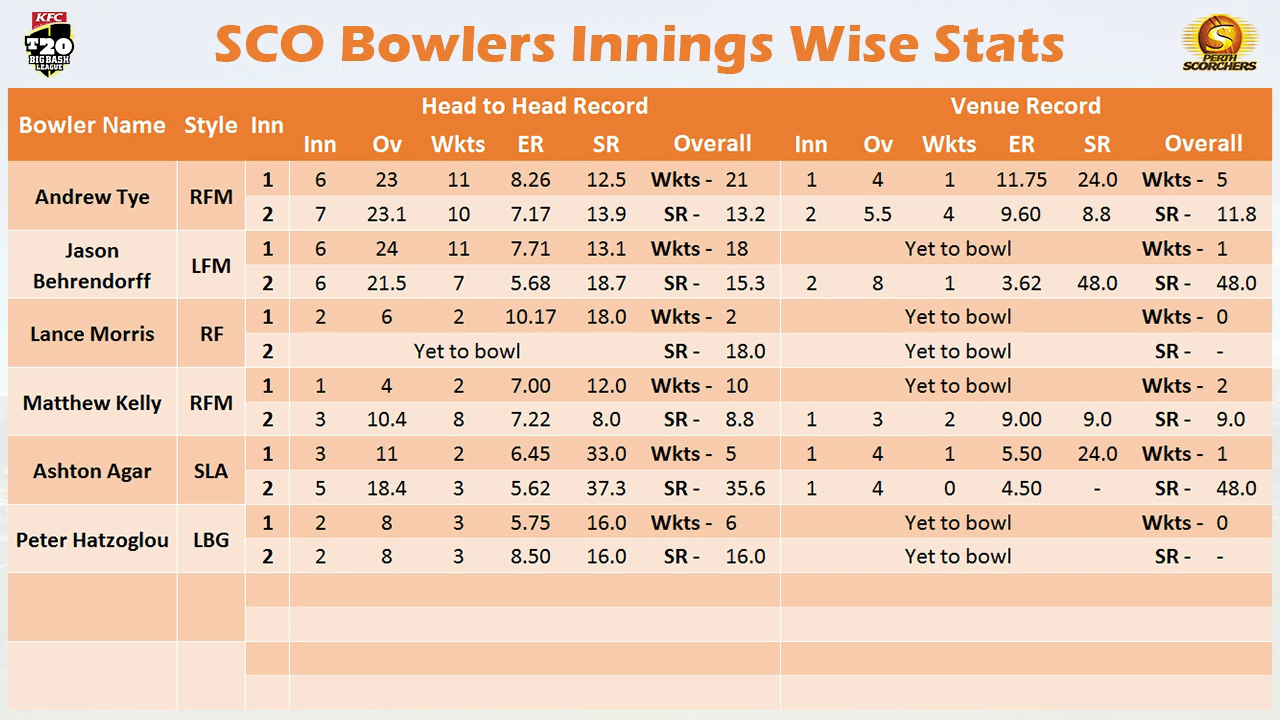 KFC
T20
BIG BASH
LEAGUE
SCO Bowlers Innings Wise Stats
S
PERTH
SCORCHERS
Bowler Name Style Inn Head to Head Record Venue Record
Inn Ov Wkts ER SR Overall Inn Ov Wkts ER SR Overall
Andrew Tye RFM 1 6 23 11 8.26 12.5 Wkts - 21 1 4 1 11.75 24.0 Wkts - 5
2 7 23.1 10 7.17 13.9 SR - 13.2 2 5.5 4 9.60 8.8 SR - 11.8
Jason Behrendorff LFM 1 6 24 11 7.71 13.1 Wkts - 18 Yet to bowl Wkts - 1
2 6 21.5 7 5.68 18.7 SR - 15.3 2 8 1 3.62 48.0 SR - 48.0
Lance Morris RF 1 2 6 2 10.17 18.0 Wkts - 2 Yet to bowl Wkts - 0
2 Yet to bowl SR - 18.0 Yet to bowl SR - -
Matthew Kelly RFM 1 1 4 2 7.00 12.0 Wkts - 10 Yet to bowl Wkts - 2
2 3 10.4 8 7.22 8.0 SR - 8.8 1 3 2 9.00 9.0 SR - 9.0
Ashton Agar SLA 1 3 11 2 6.45 33.0 Wkts - 5 1 4 1 5.50 24.0 Wkts - 1
2 5 18.4 3 5.62 37.3 SR - 35.6 1 4 0 4.50 - SR - 48.0
Peter Hatzoglou LBG 1 2 8 3 5.75 16.0 Wkts - 6 Yet to bowl Wkts - 0
2 2 8 3 8.50 16.0 SR - 16.0 Yet to bowl SR - -